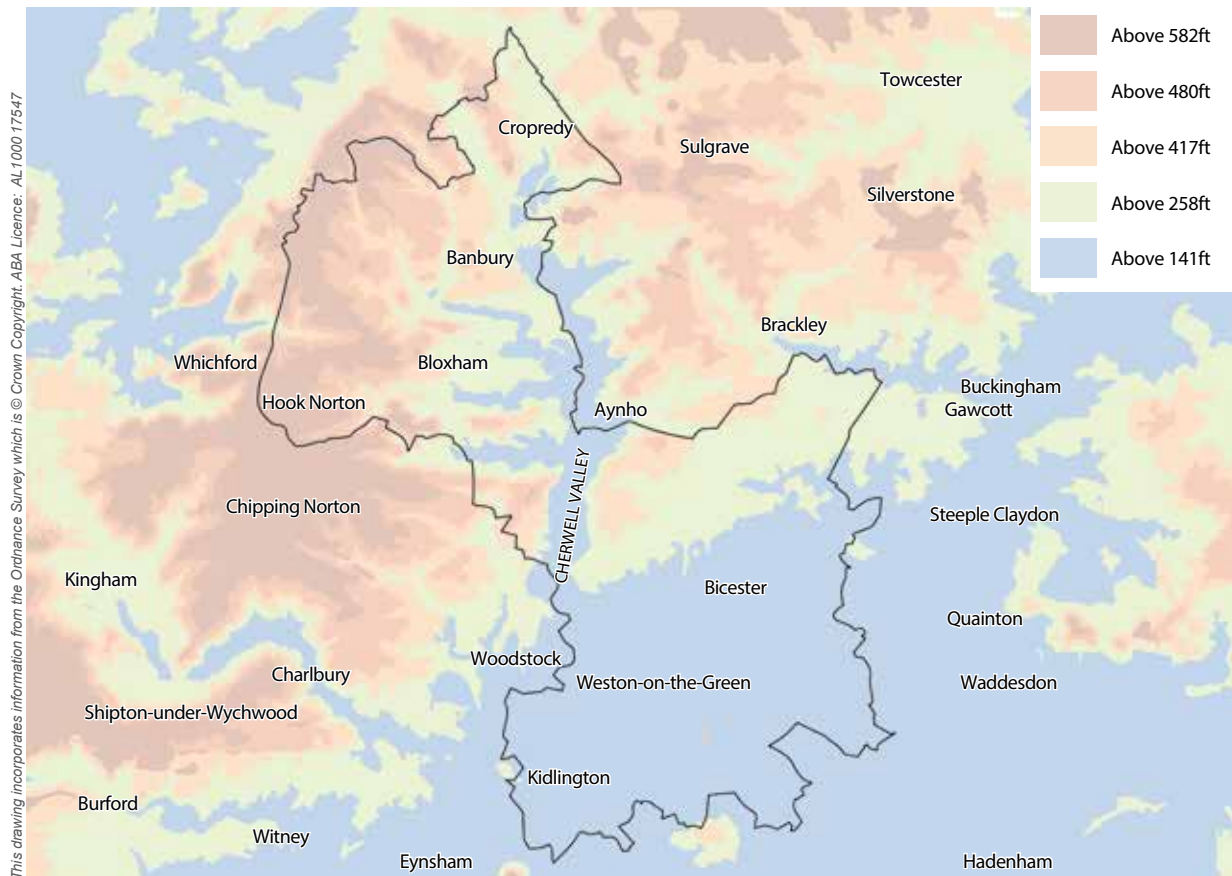 This drawing incorporates information from the Ordnance Survey which is © Crown Copyright. ABA Licence: AL1000 17547
Above 582ft
Above 480ft
Above 417ft
Above 258ft
Above 141ft
Towcester
Cropredy
Sulgrave
Silverstone
Banbury
Brackley
Whichford
Bloxham
Buckingham
Hook Norton
Aynho
Gawcott
CHERWELL VALLEY
Chipping Norton
Steeple Claydon
Kingham
Bicester
Quainton
Woodstock
Charlbury
Weston-on-the-Green
Waddesdon
Shipton-under-Wychwood
Kidlington
Burford
Witney
Eynsham
Hadenham